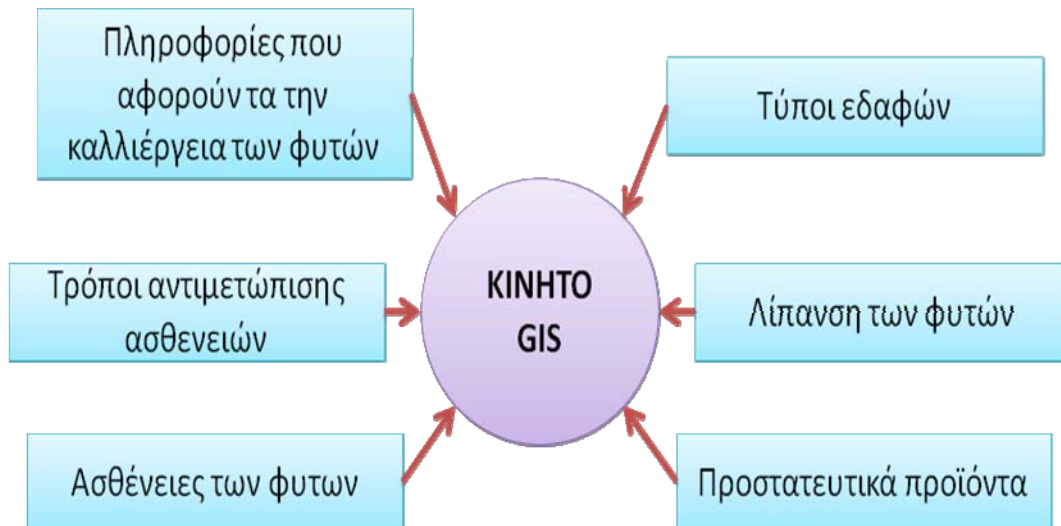 Πληροφορίες που
αφορούν τα την
καλλιέργεια των φυτών
Τύποι εδαφών
Τρόποι αντιμετώπισης
ασθενειών
ΚΙΝΗΤΟ
GIS
Λίπανση των φυτών
Ασθένειες των φυτων
Προστατευτικά προϊόντα